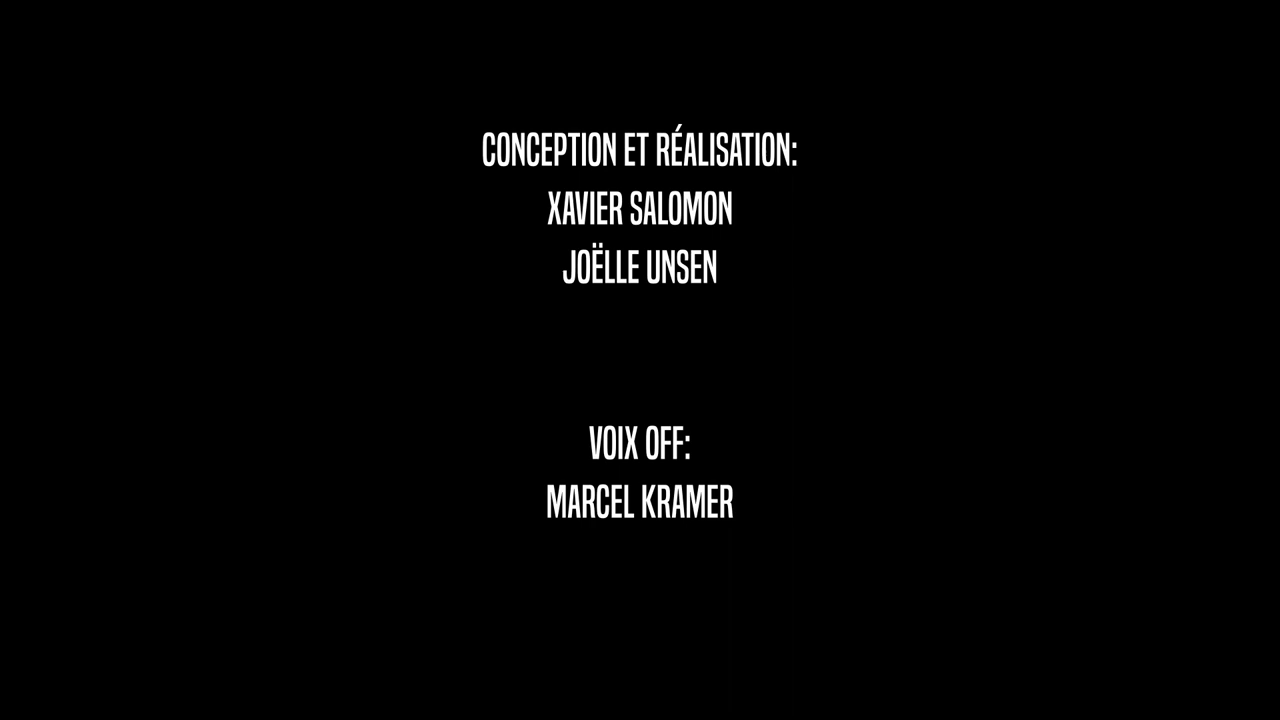 CONCEPTION ET RÉALISATION:
XAVIER SALOMON
JOËLLE UNSEN
VOIX OFF:
MARCEL KRAMER